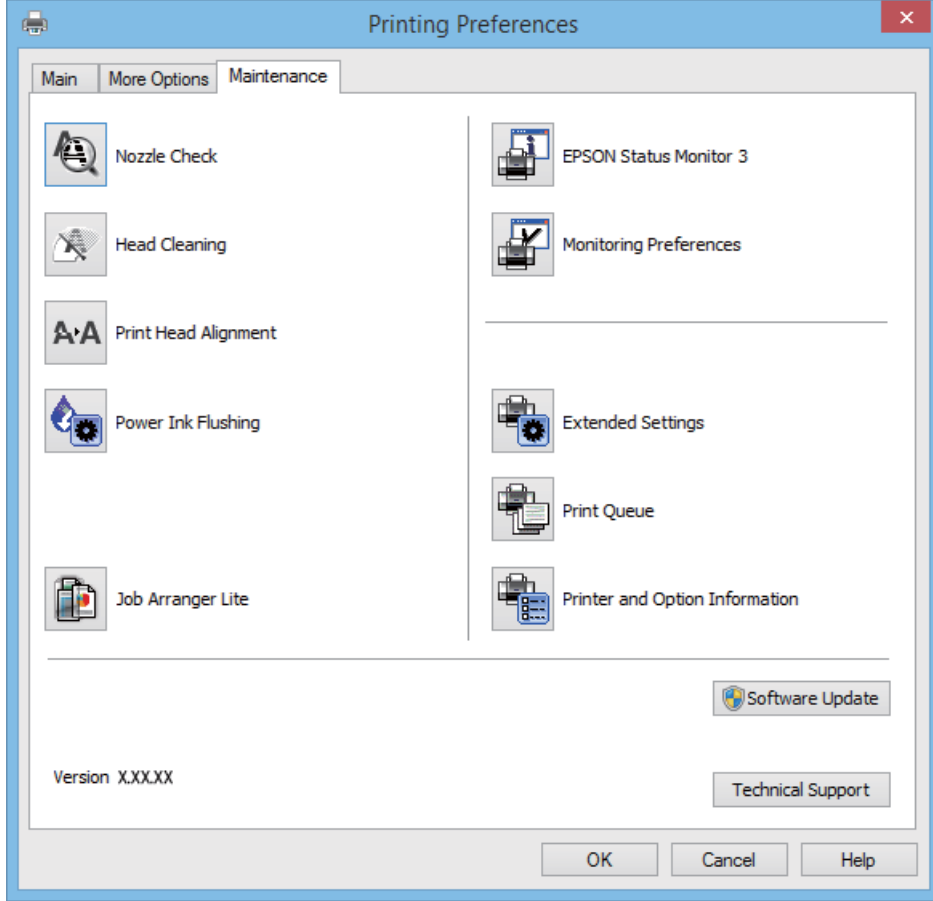 Printing Preferences
Main
More Options
Maintenance
Nozzle Check
Head Cleaning
Print Head Alignment
Power Ink Flushing
Job Arranger Lite
EPSON Status Monitor 3
Monitoring Preferences
Extended Settings
Print Queue
Printer and Option Information
Software Update
Version X.XX.XX
Technical Support
OK
Cancel
Help